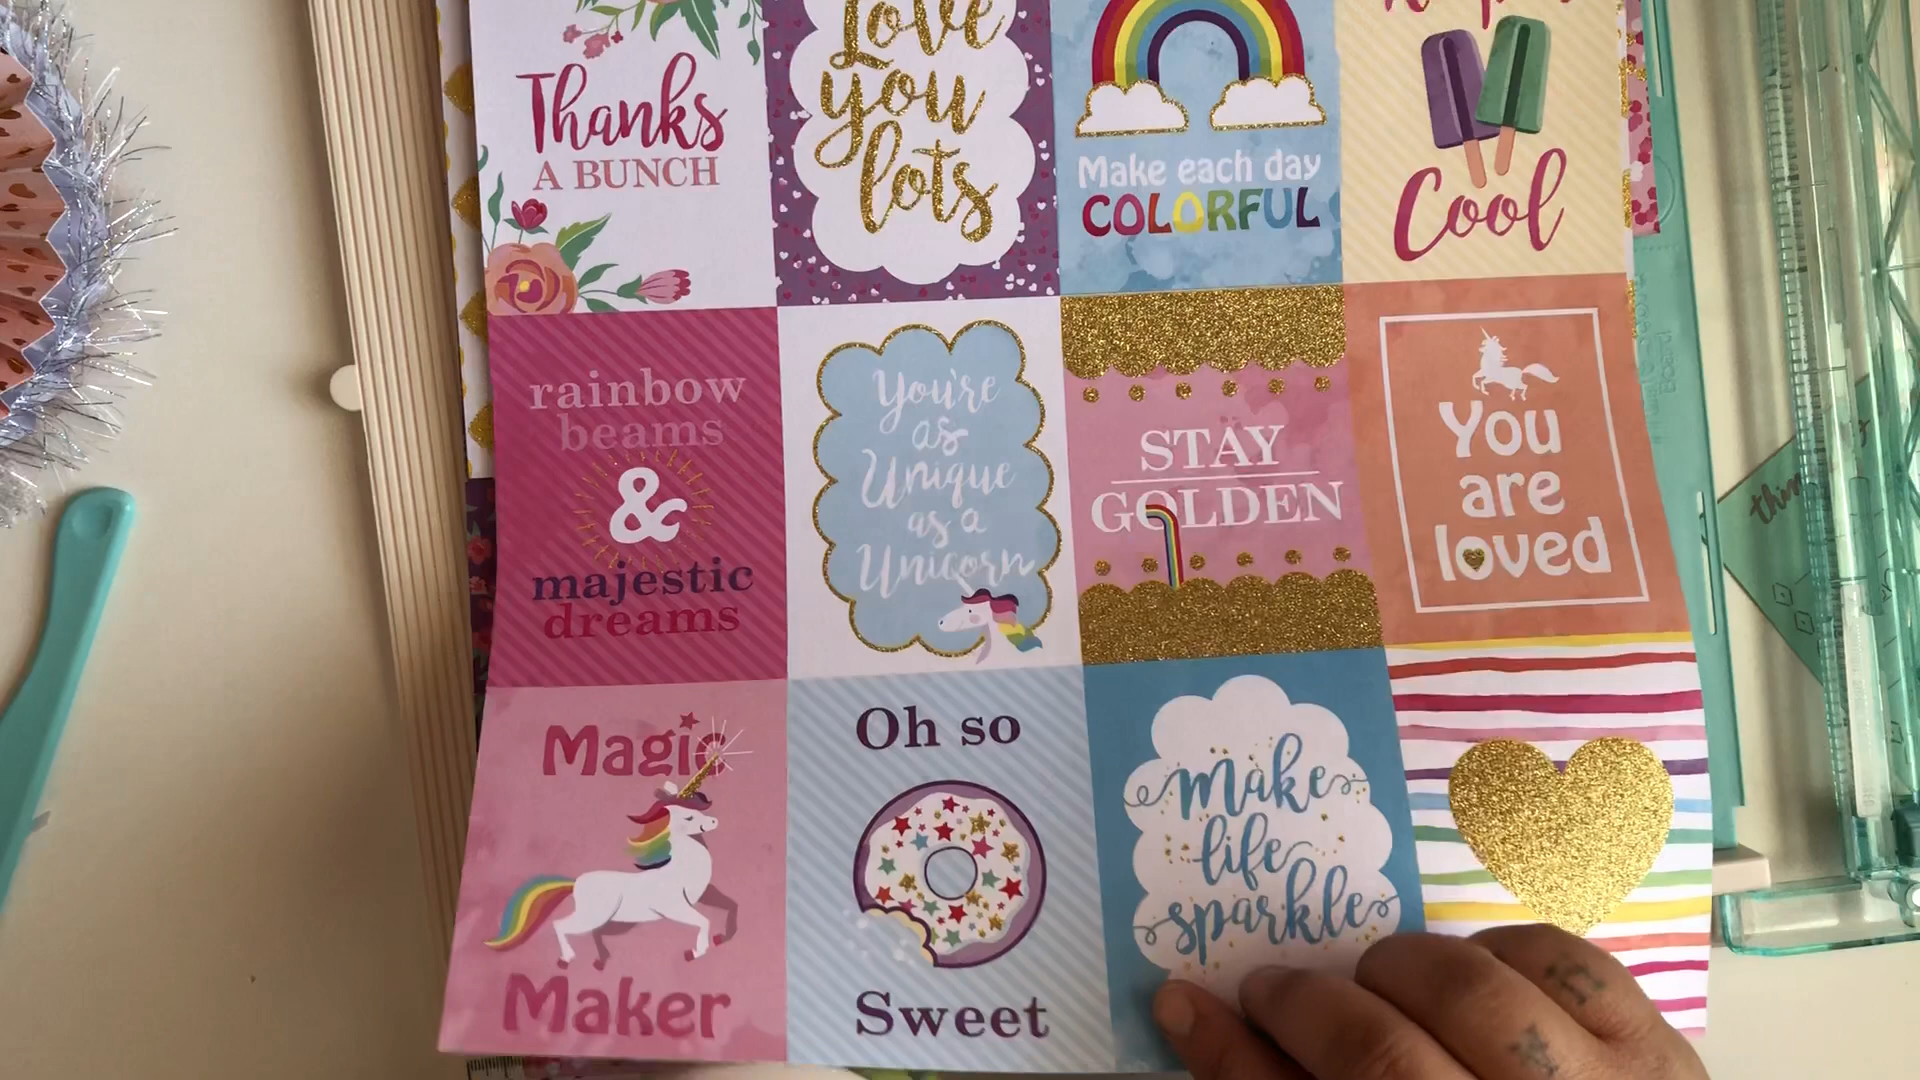 Thanks
A BUNCH
Love
you
lots
Make each day
COLORFUL
Cool
rainbow
beams
&
majestic
dreams
You're
as
Unique
as a
Unicorn
STAY
GOLDEN
You
are
loved
Magic
Maker
Oh so
Sweet
make
life
sparkle